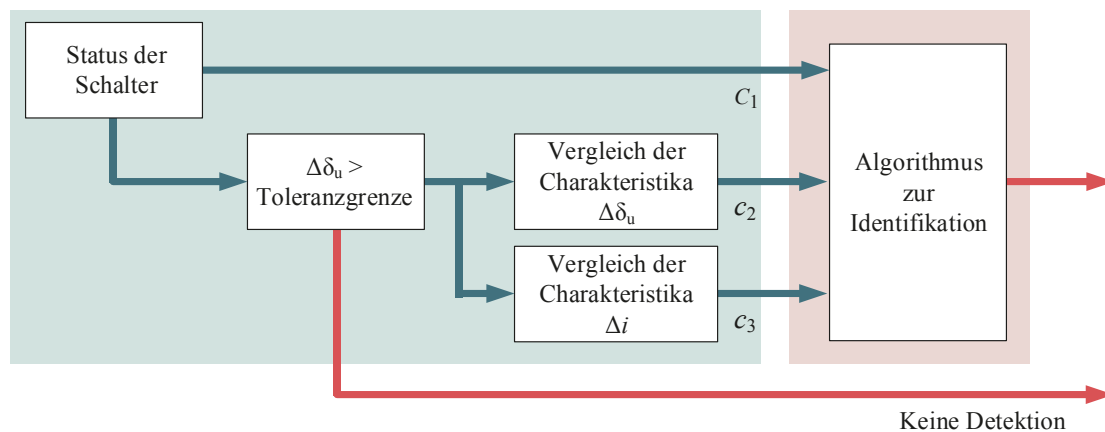 Status der
Schalter
C₁
Δδᵤ >
Toleranzgrenze
Vergleich der
Charakteristika
Δδᵤ
c₂
Vergleich der
Charakteristika
Δi
c₃
Algorithmus
zur
Identifikation
Keine Detektion